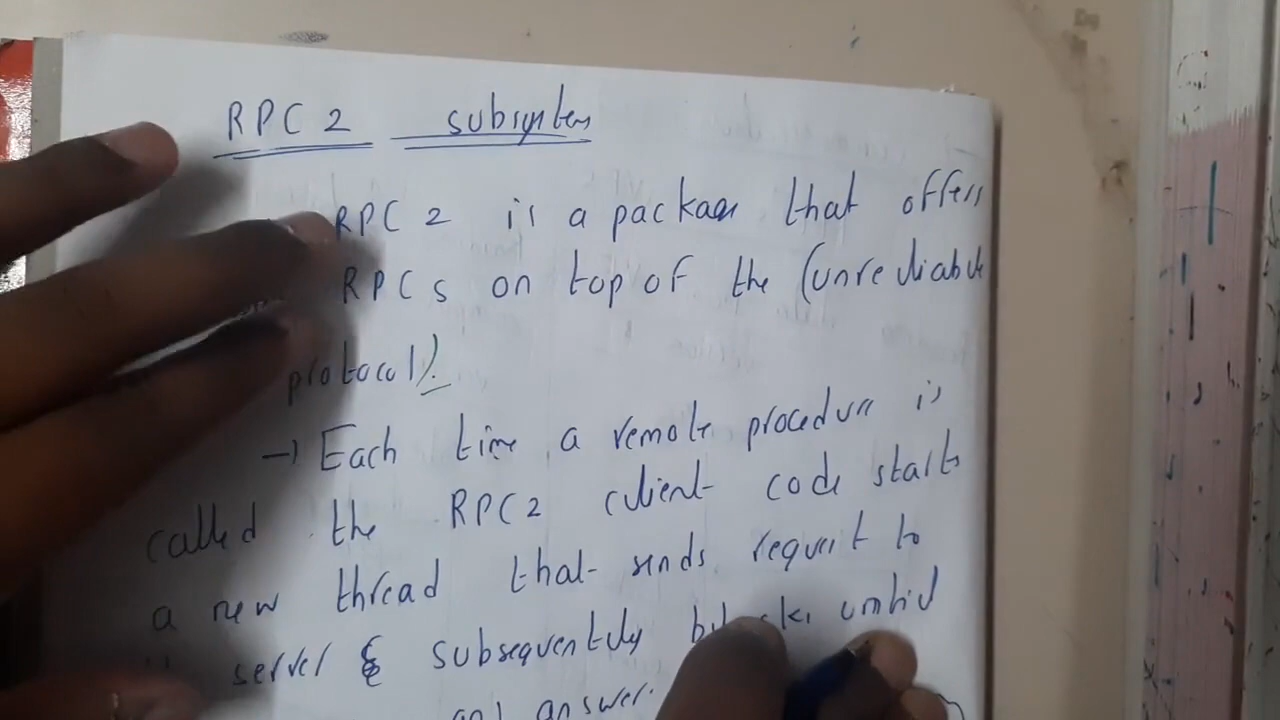 RPC 2 subsystem
RPC 2 is a package that offers
RPCs on top of the (unreliable
protocol).
→ Each time a remote procedure is
called the RPC2 client code starts
a new thread that sends request to
server & subsequently blocks until
answer.